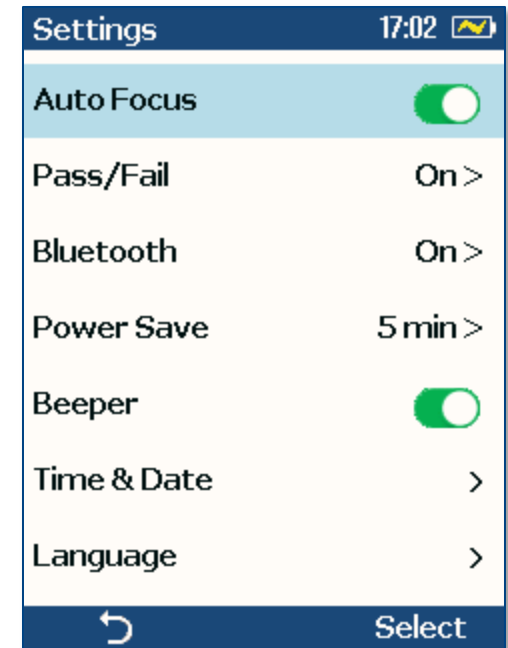 Settings 17:02
Auto Focus
Pass/Fail On >
Bluetooth On >
Power Save 5 min >
Beeper
Time & Date >
Language >
Select